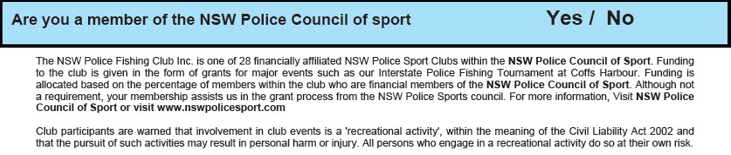 Are you a member of the NSW Police Council of sport Yes / No
The NSW Police Fishing Club Inc. is one of 28 financially affiliated NSW Police Sport Clubs within the NSW Police Council of Sport. Funding
to the club is given in the form of grants for major events such as our Interstate Police Fishing Tournament at Coffs Harbour. Funding is
allocated based on the percentage of members within the club who are financial members of the NSW Police Council of Sport. Although not
a requirement, your membership assists us in the grant process from the NSW Police Sports council. For more information, Visit NSW Police
Council of Sport or visit www.nswpolicesport.com
Club participants are warned that involvement in club events is a 'recreational activity', within the meaning of the Civil Liability Act 2002 and
that the pursuit of such activities may result in personal harm or injury. All persons who engage in a recreational activity do so at their own risk.